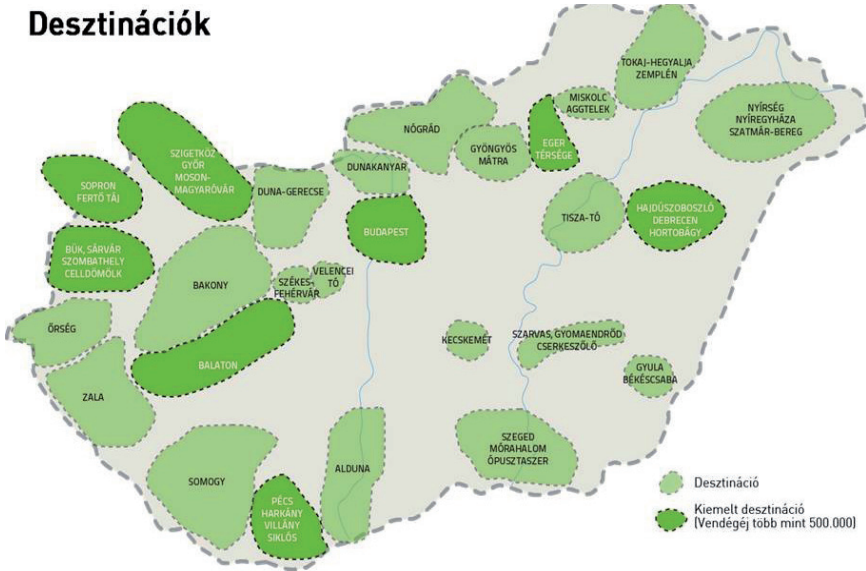 Desztinációk
TOKAJ-HEGYALJA
ZEMPLÉN
MISKOLC
AGGTELEK
NYÍRSÉG
NYÍREGYHÁZA
SZATMÁR-BEREG
NÓGRÁD
GYÖNGYÖS
MÁTRA
EGER
TÉRSÉGE
SZIGETKÖZ
GYŐR
MOSON-
MAGYARÓVÁR
DUNAKANYAR
SOPRON
FERTŐ TÁJ
DUNA-GERECSE
TISZA-TÓ
HAJDÚSZOBOSZLÓ
DEBRECEN
HORTOBÁGY
BUDAPEST
BÜK, SÁRVÁR
SZOMBATHELY
CELLDÖMÖLK
BAKONY
SZÉKES-
FEHÉRVÁR
VELENCEI
TÓ
ŐRSÉG
KECSKEMÉT
SZARVAS, GYOMAENDRŐD
CSERKESZŐLŐ
BALATON
GYULA
BÉKÉSCSABA
ZALA
SZEGED
MÓRAHALOM
ÓPUSZTASZER
SOMOGY
ALDUNA
PÉCS
HARKÁNY
VILLÁNY
SIKLÓS
Desztináció
Kiemelt desztináció
(Vendégéj több mint 500.000)